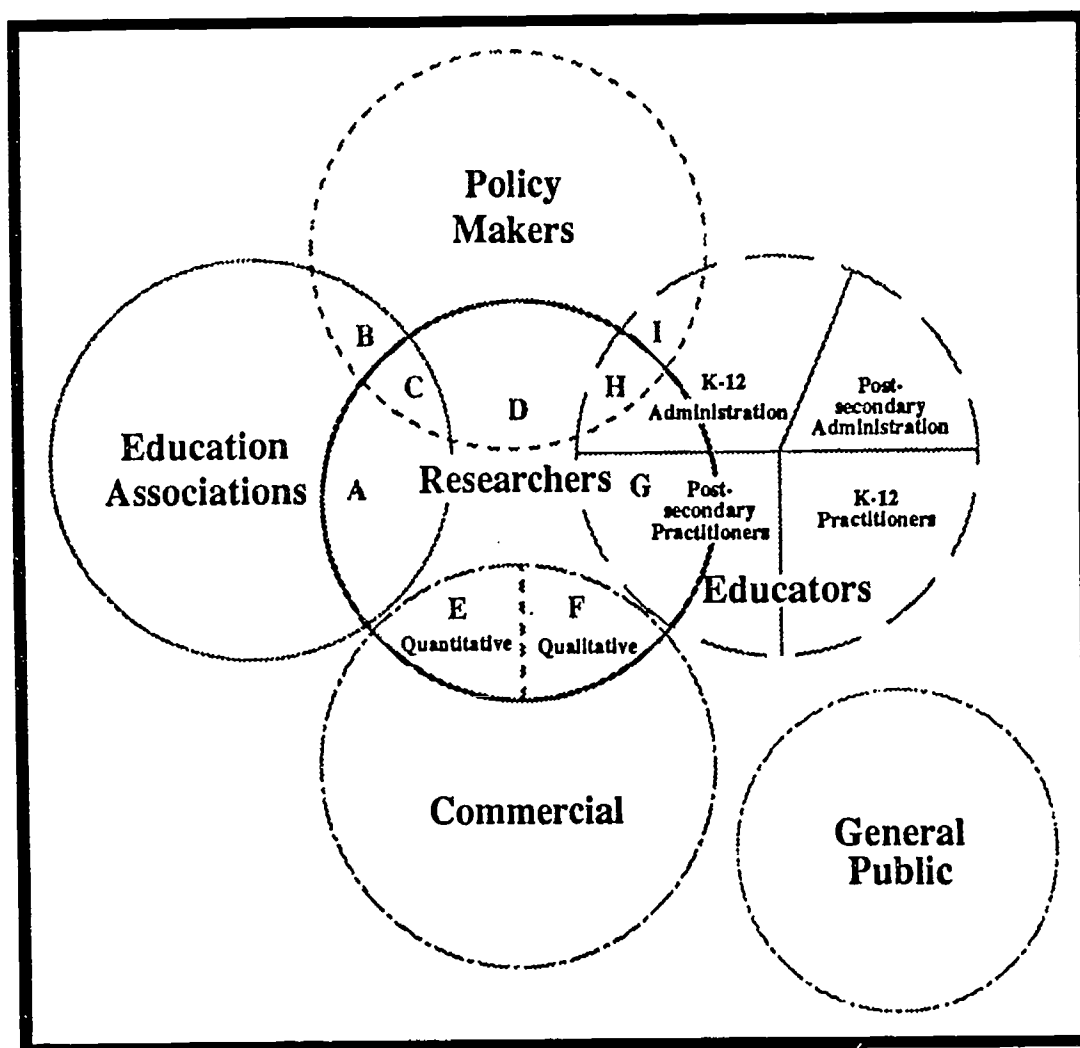 Policy
Makers
B
I
C
H
D
K-12
Administration
Post-
secondary
Administration
Education
Associations
A
Researchers
G
Post-
secondary
Practitioners
K-12
Practitioners
Educators
E
F
Quantitative
Qualitative
Commercial
General
Public